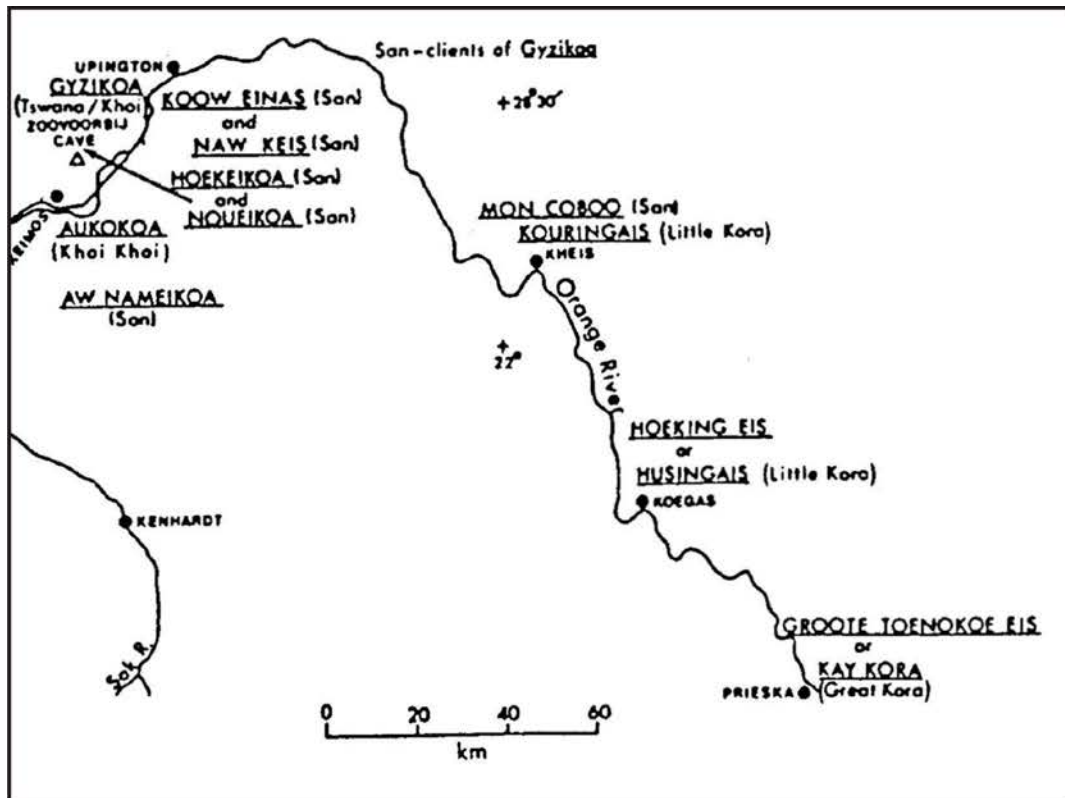 San-clients of Gyzikoa
UPINGTON
GYZIKOA
(Tswana/Khoi)
ZOOVOORBIJ
CAVE
KOOW EINAS (San)
and
NAW KEIS (San)
HOEKEIKOA (San)
and
NOUEIKOA (San)
+28°30'
AUKOKOA
(Khoi Khoi)
AW NAMEIKOA
(San)
MON COBOO (San)
KOURINGAIS (Little Kora)
KHEIS
Orange River
+
22°
HOEKING EIS
or
HUSINGAIS (Little Kora)
KOEGAS
KENHARDT
Sak R.
GROOTE TOENOKOE EIS
or
KAY KORA
(Great Kora)
PRIESKA
0 20 40 60
km